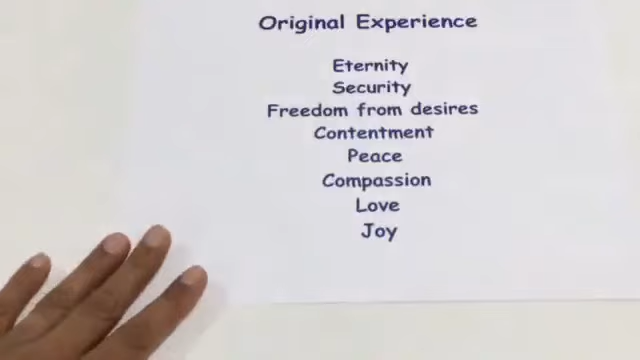 Original Experience
Eternity
Security
Freedom from desires
Contentment
Peace
Compassion
Love
Joy